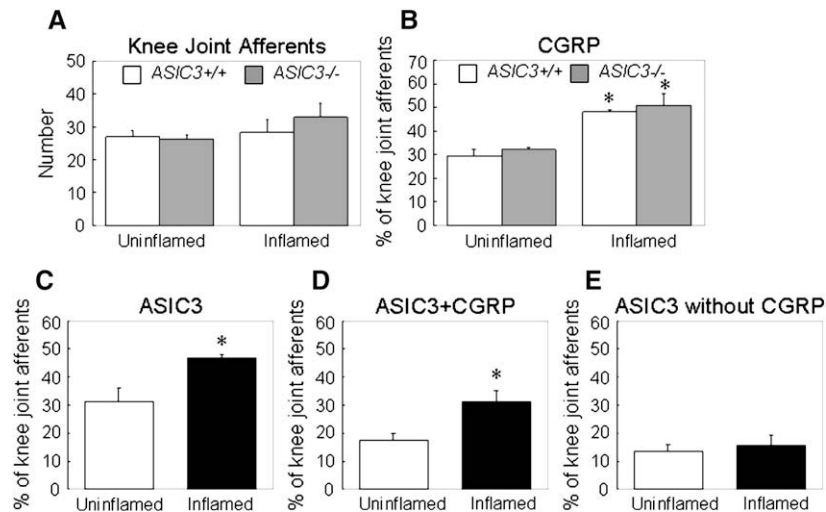 A
Knee Joint Afferents
ASIC3+/+ ASIC3-/-
Number
50
40
30
20
10
0
Uninflamed Inflamed
B
CGRP
ASIC3+/+ ASIC3-/-
% of knee joint afferents
70
60
50
40
30
20
10
0
* *
Uninflamed Inflamed
C
ASIC3
% of knee joint afferents
60
50
40
30
20
10
0
*
Uninflamed Inflamed
D
ASIC3+CGRP
% of knee joint afferents
60
50
40
30
20
10
0
*
Uninflamed Inflamed
E
ASIC3 without CGRP
% of knee joint afferents
60
50
40
30
20
10
0
Uninflamed Inflamed